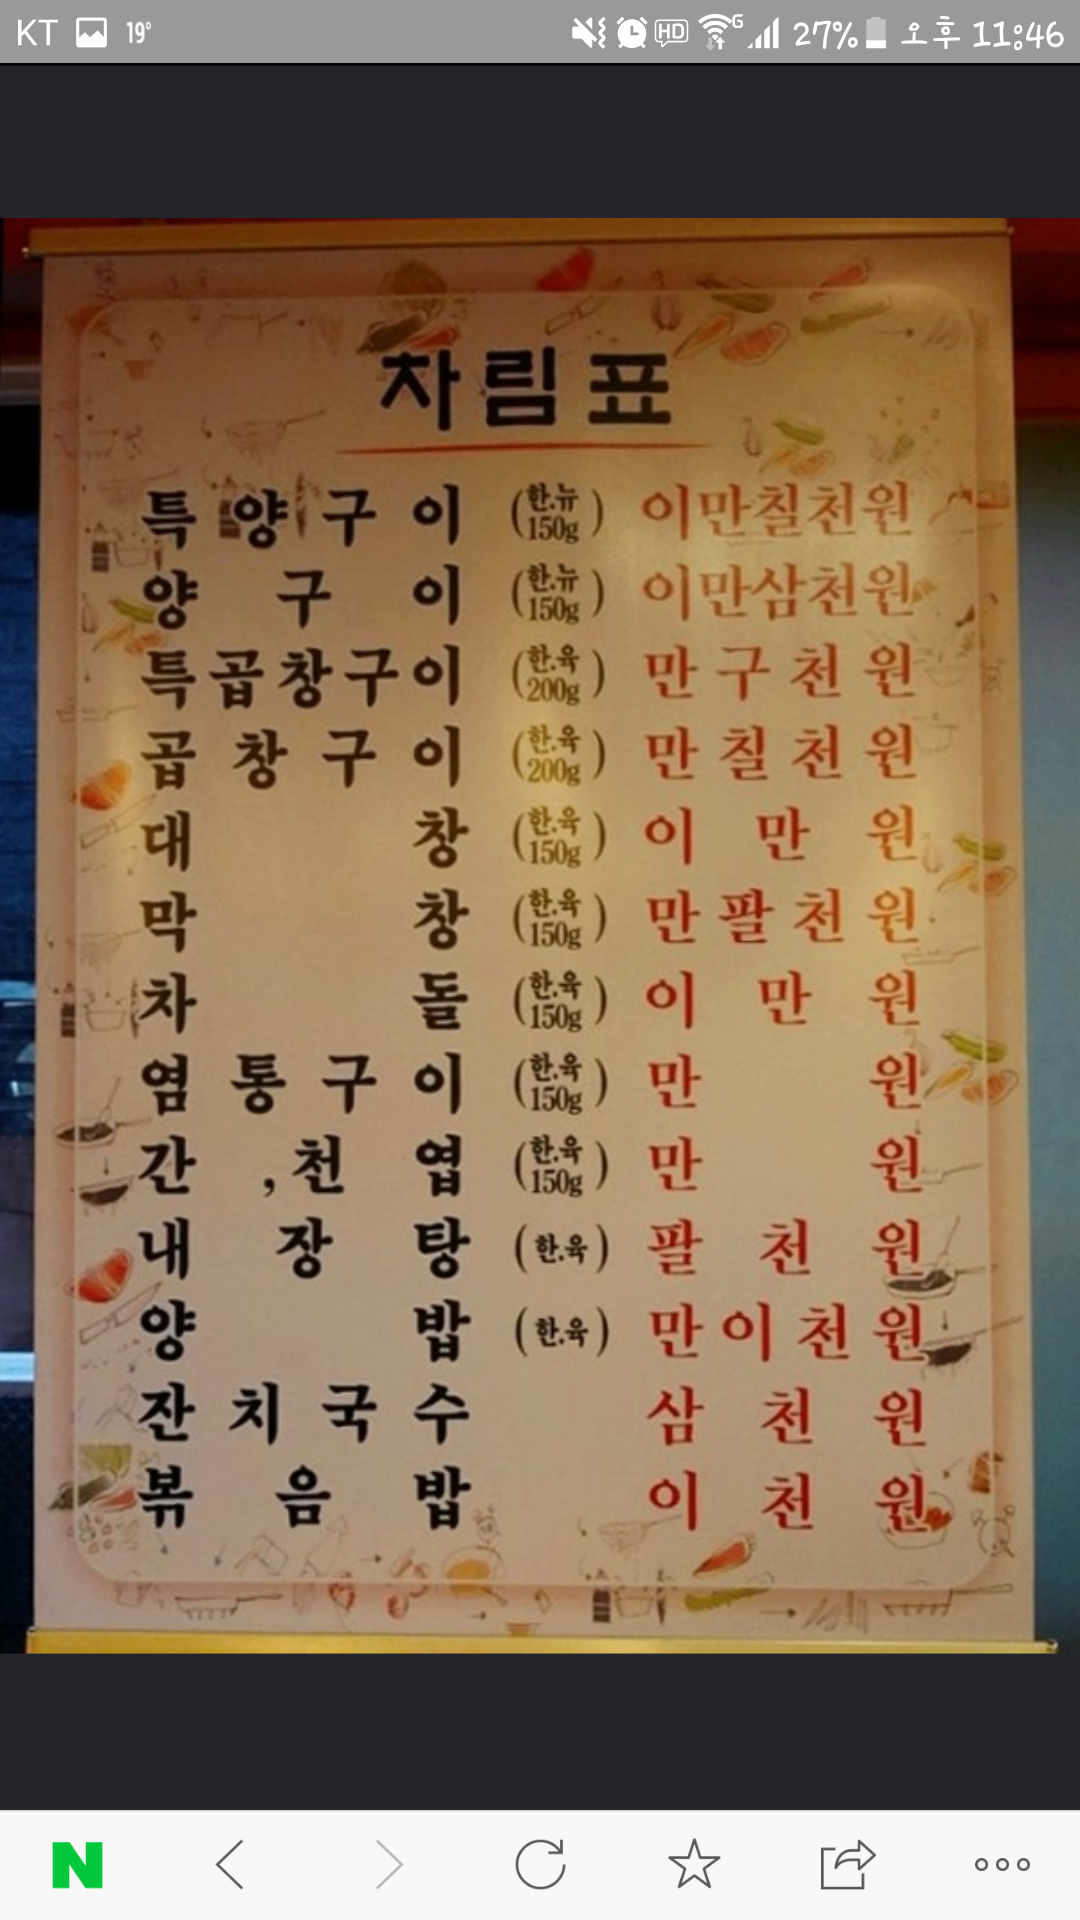 KT 19° HD G 27% 오후 11:46
차림표
특양구이 (한.뉴 150g) 이만칠천원
양구이 (한.뉴 150g) 이만삼천원
특곱창구이 (한.육 200g) 만구천원
곱창구이 (한.육 200g) 만칠천원
대창 (한.육 150g) 이만원
막창 (한.육 150g) 만팔천원
차돌 (한.육 150g) 이만원
염통구이 (한.육 150g) 만원
간,천엽 (한.육 150g) 만원
내장탕 (한.육) 팔천원
양밥 (한.육) 만이천원
잔치국수 삼천원
볶음밥 이천원
N